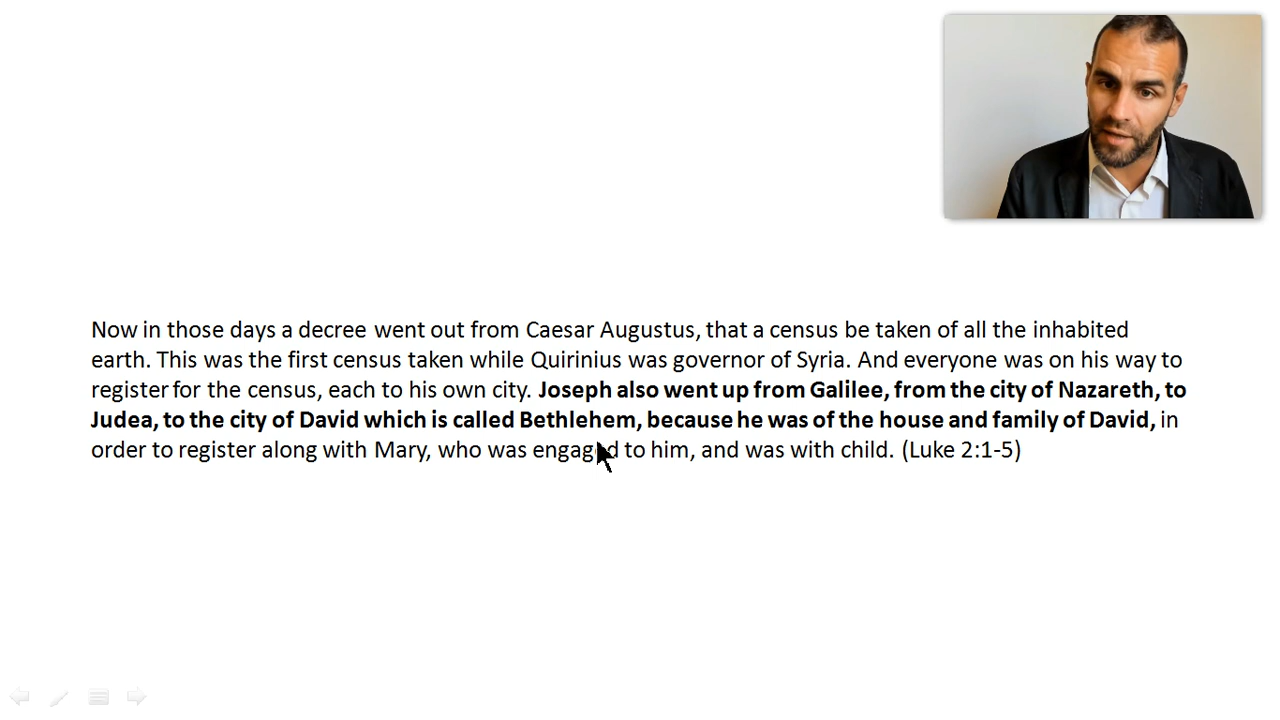 Now in those days a decree went out from Caesar Augustus, that a census be taken of all the inhabited
earth. This was the first census taken while Quirinius was governor of Syria. And everyone was on his way to
register for the census, each to his own city. Joseph also went up from Galilee, from the city of Nazareth, to
Judea, to the city of David which is called Bethlehem, because he was of the house and family of David, in
order to register along with Mary, who was engaged to him, and was with child. (Luke 2:1-5)